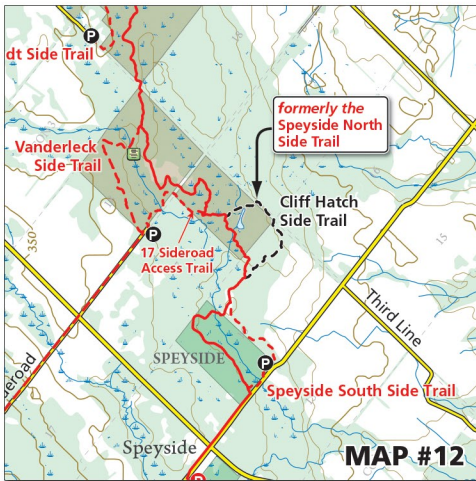 P
dt Side Trail
formerly the
Speyside North
Side Trail
Vanderleck
Side Trail
Cliff Hatch
Side Trail
P
17 Sideroad
Access Trail
350
Third Line
SPEYSIDE
P
deroad
Speyside South Side Trail
Speyside
MAP #12
P